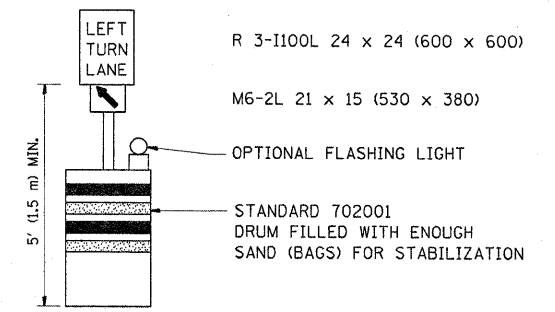 LEFT
TURN
LANE
R 3-I100L 24 x 24 (600 x 600)
M6-2L 21 x 15 (530 x 380)
OPTIONAL FLASHING LIGHT
5' (1.5 m) MIN.
STANDARD 702001
DRUM FILLED WITH ENOUGH
SAND (BAGS) FOR STABILIZATION